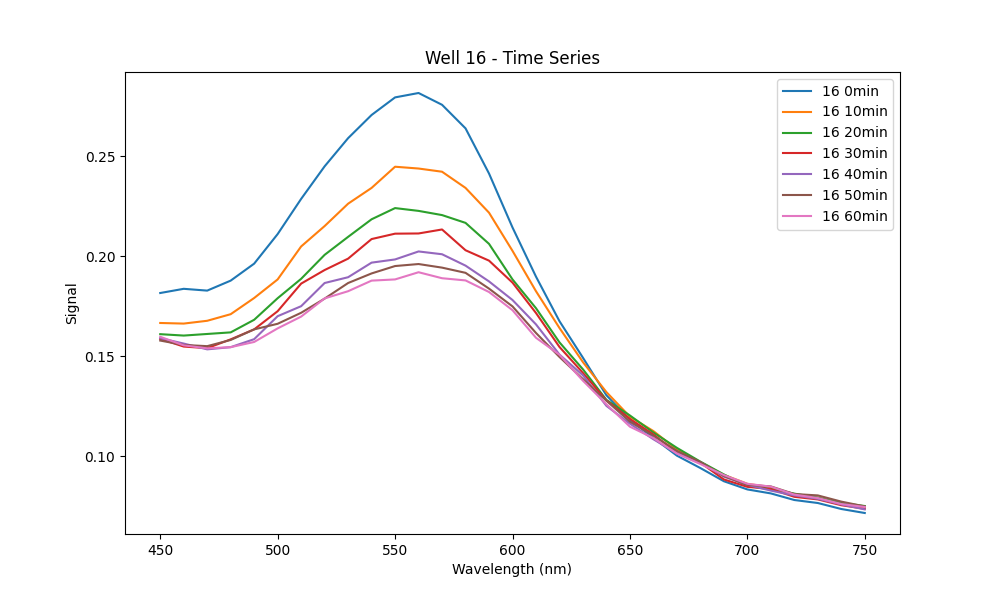 Well 16 - Time Series
16 0min
16 10min
16 20min
16 30min
16 40min
16 50min
16 60min
Signal
0.25
0.20
0.15
0.10
450 500 550 600 650 700 750
Wavelength (nm)